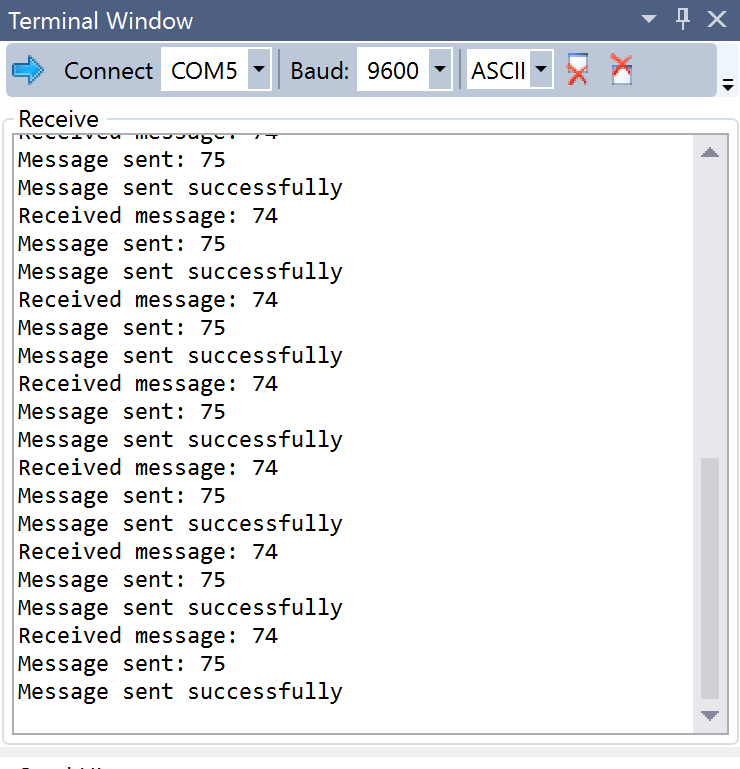 Terminal Window
Connect COM5 Baud: 9600 ASCII
Receive
Received message: 74
Message sent: 75
Message sent successfully
Received message: 74
Message sent: 75
Message sent successfully
Received message: 74
Message sent: 75
Message sent successfully
Received message: 74
Message sent: 75
Message sent successfully
Received message: 74
Message sent: 75
Message sent successfully
Received message: 74
Message sent: 75
Message sent successfully
Received message: 74
Message sent: 75
Message sent successfully